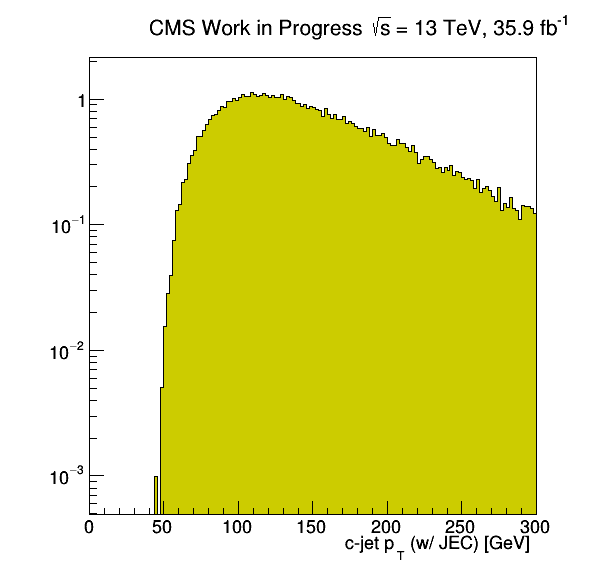 CMS Work in Progress √s = 13 TeV, 35.9 fb⁻¹
1
10⁻¹
10⁻²
10⁻³
0 50 100 150 200 250 300
c-jet p_T (w/ JEC) [GeV]